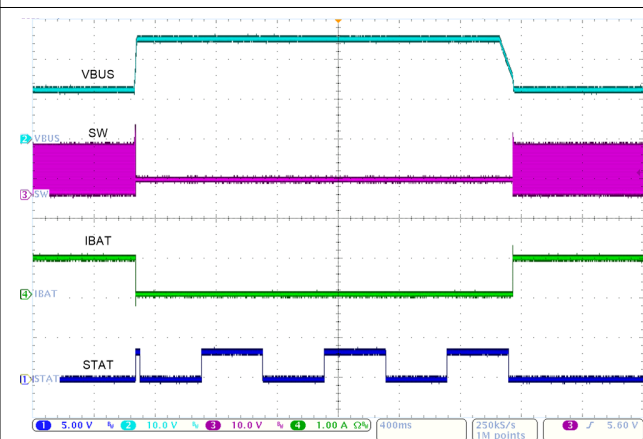 VBUS
SW
2 VBUS
3 SW
IBAT
4 IBAT
STAT
1 STAT
1 5.00 V 2 10.0 V 3 10.0 V 4 1.00 A Ω 400ms 250kS/s 3 5.60 V
1M points